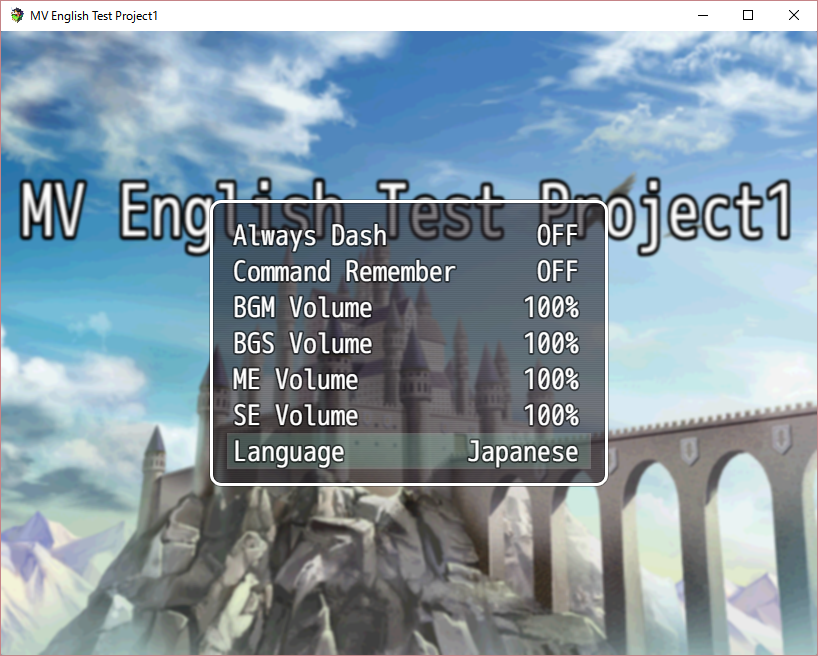 MV English Test Project1
MV English Test Project1
Always Dash OFF
Command Remember OFF
BGM Volume 100%
BGS Volume 100%
ME Volume 100%
SE Volume 100%
Language Japanese